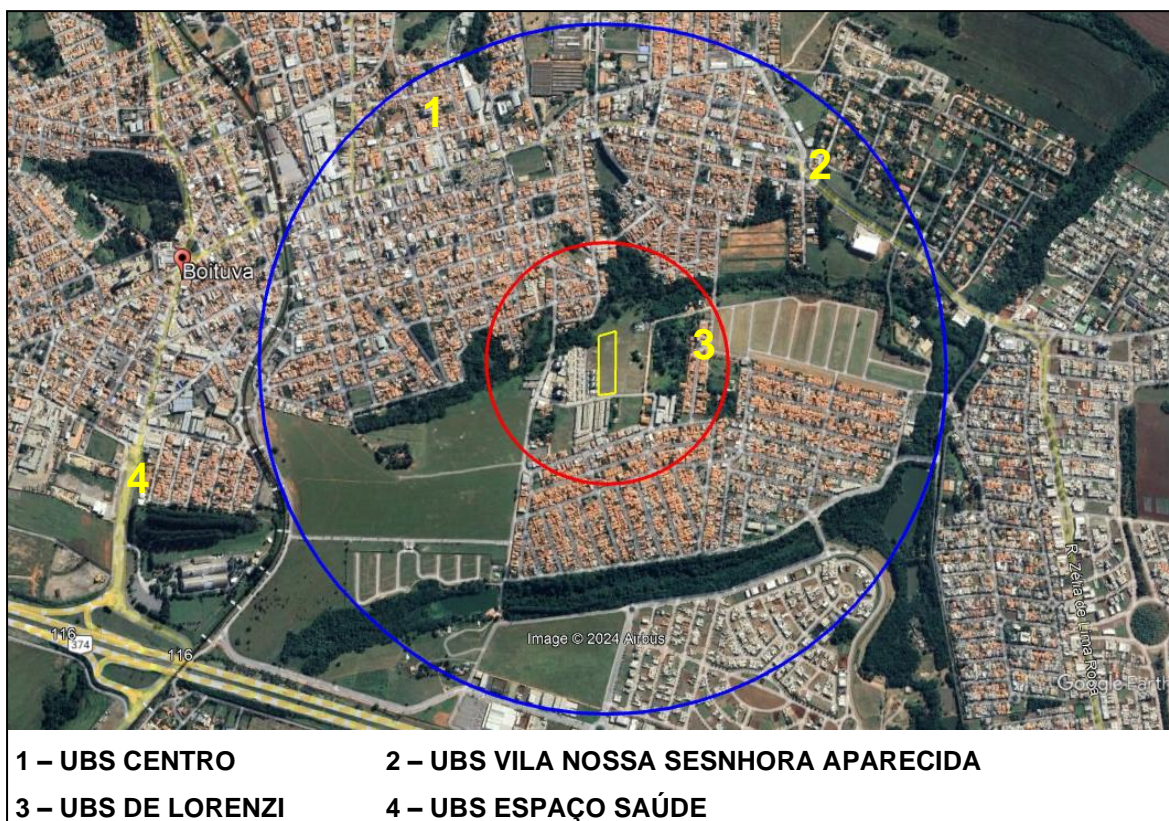 1
2
Boituva
3
4
116
374
116
Image © 2024 Airbus
R. Zélia de Lima Rosa
Google Earth
1 – UBS CENTRO 2 – UBS VILA NOSSA SESNHORA APARECIDA
3 – UBS DE LORENZI 4 – UBS ESPAÇO SAÚDE